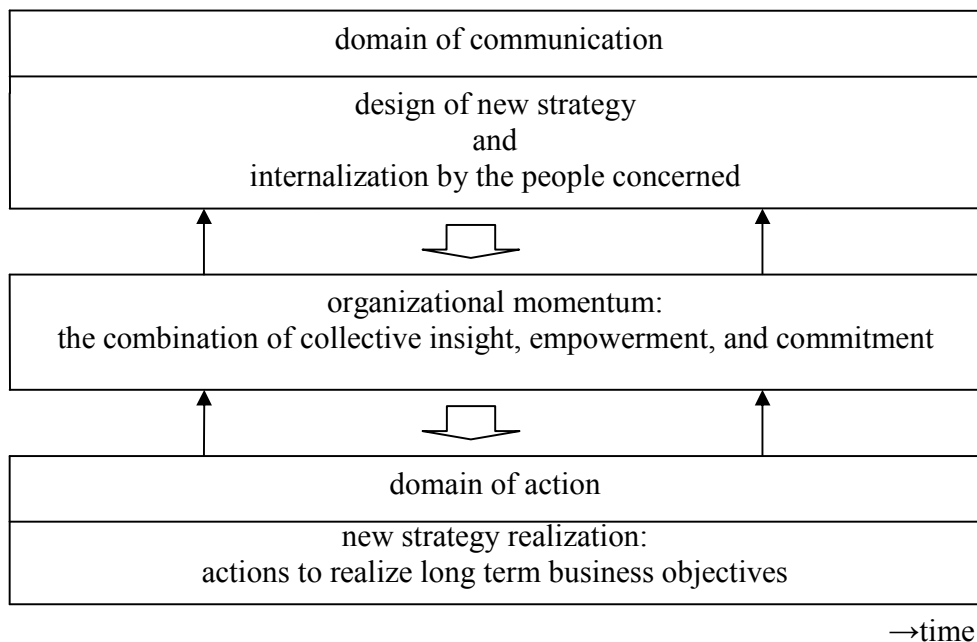 domain of communication
design of new strategy
and
internalization by the people concerned
organizational momentum:
the combination of collective insight, empowerment, and commitment
domain of action
new strategy realization:
actions to realize long term business objectives
→time